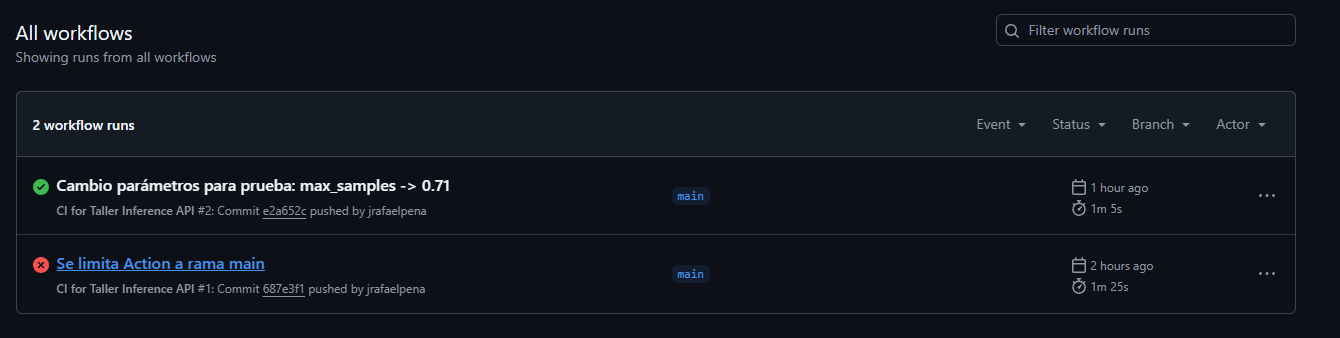 All workflows
Filter workflow runs
Showing runs from all workflows
2 workflow runs
Event Status Branch Actor
Cambio parámetros para prueba: max_samples -> 0.71
CI for Taller Inference API #2: Commit e2a652c pushed by jrafaelpena
main
1 hour ago
1m 5s
Se limita Action a rama main
CI for Taller Inference API #1: Commit 687e3f1 pushed by jrafaelpena
main
2 hours ago
1m 25s